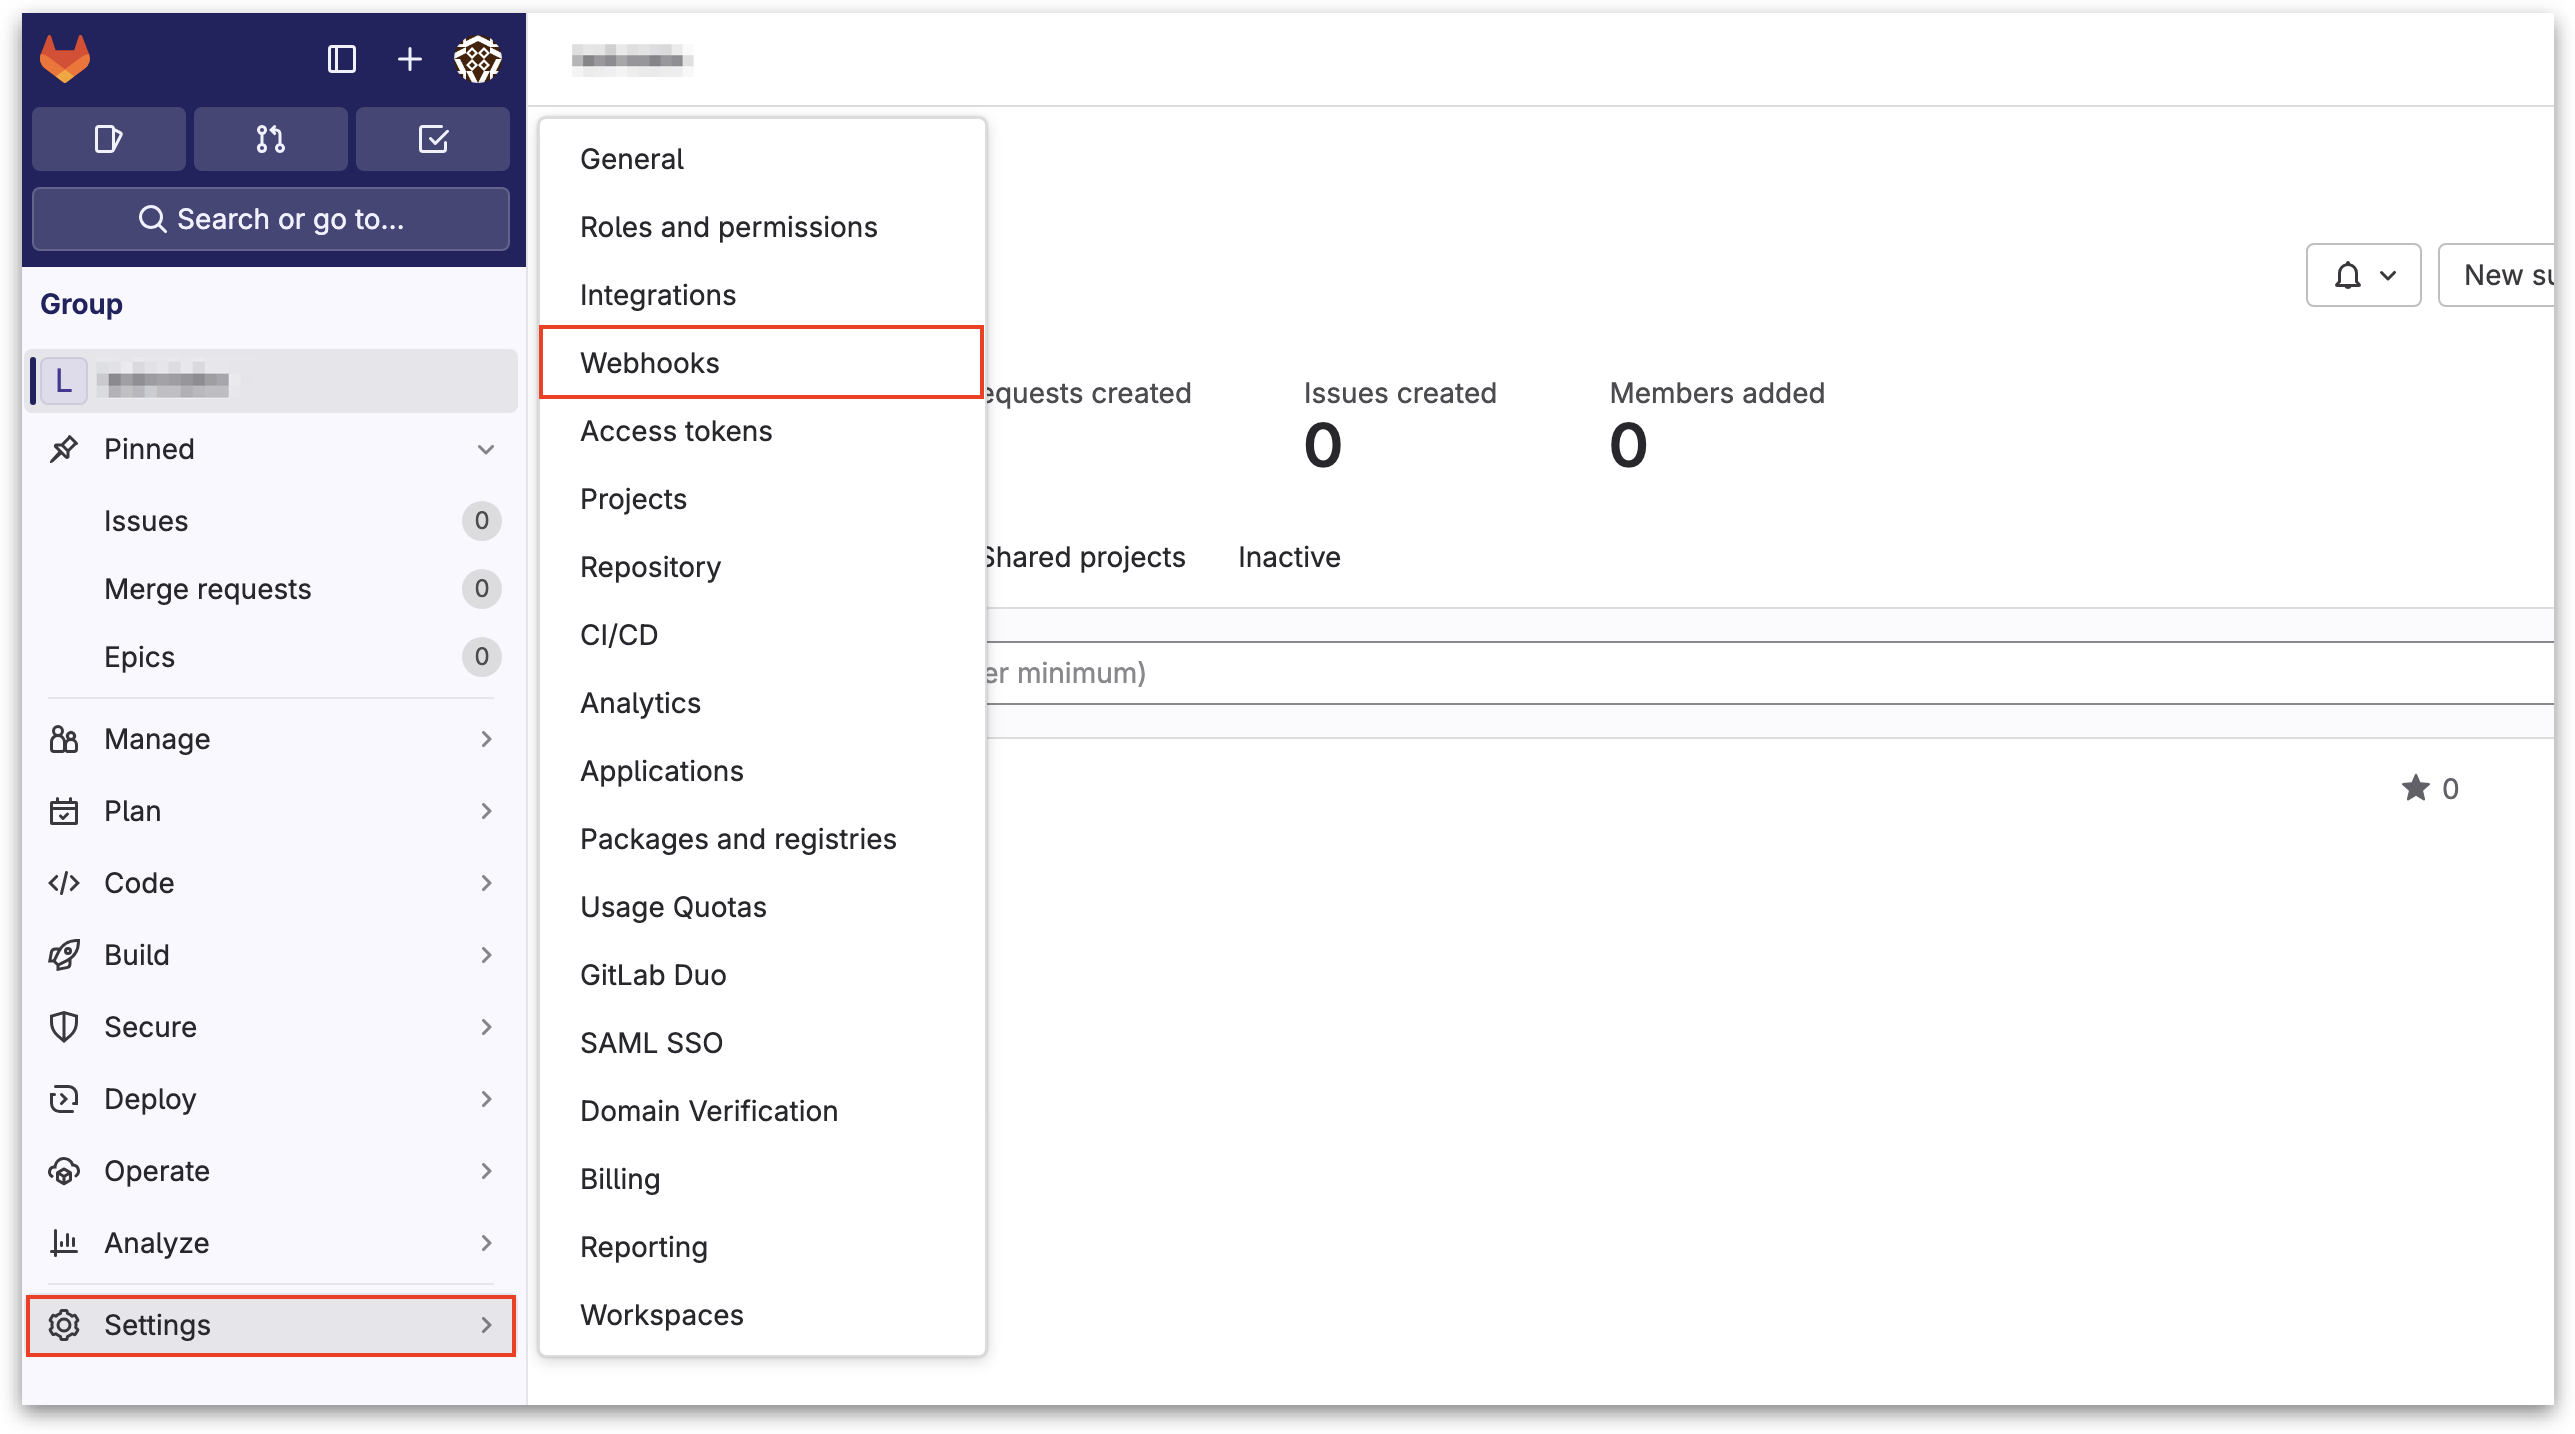 Search or go to...
Group
L
Pinned
Issues 0
Merge requests 0
Epics 0
Manage
Plan
Code
Build
Secure
Deploy
Operate
Analyze
Settings
General
Roles and permissions
Integrations
Webhooks
Access tokens
Projects
Repository
CI/CD
Analytics
Applications
Packages and registries
Usage Quotas
GitLab Duo
SAML SSO
Domain Verification
Billing
Reporting
Workspaces
New su
equests created
Issues created
0
Members added
0
Shared projects
Inactive
er minimum)
0